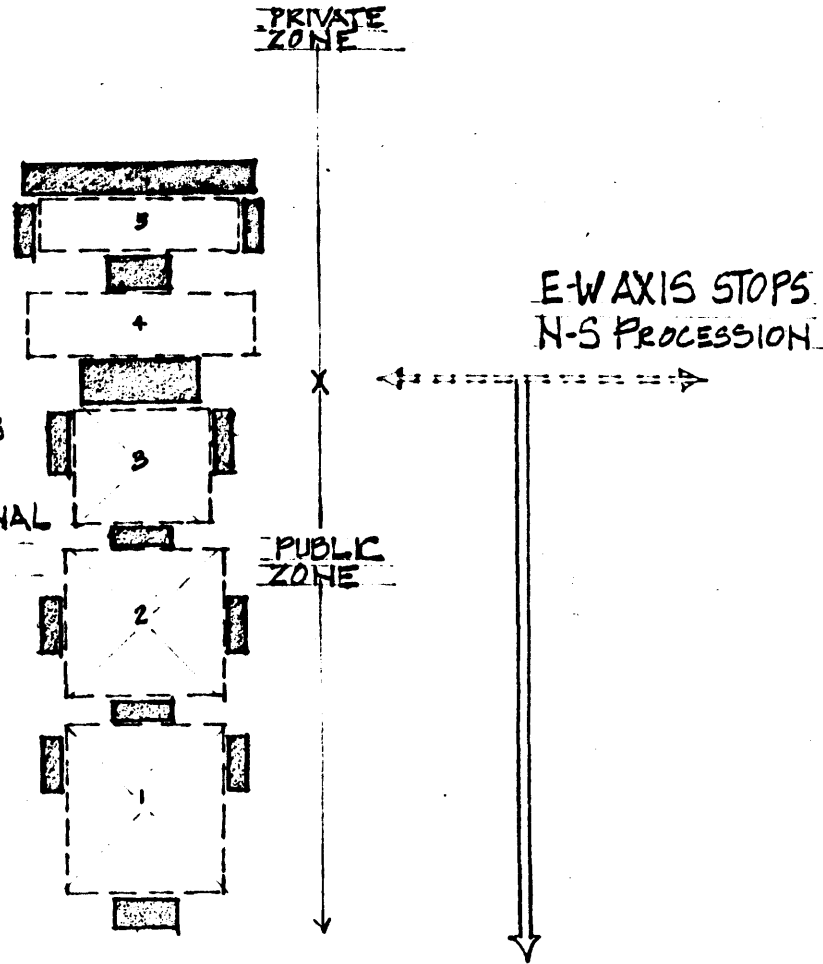 PRIVATE
ZONE
5
4
E-W AXIS STOPS
N-S PROCESSION
X
3
PUBLIC
ZONE
2
1